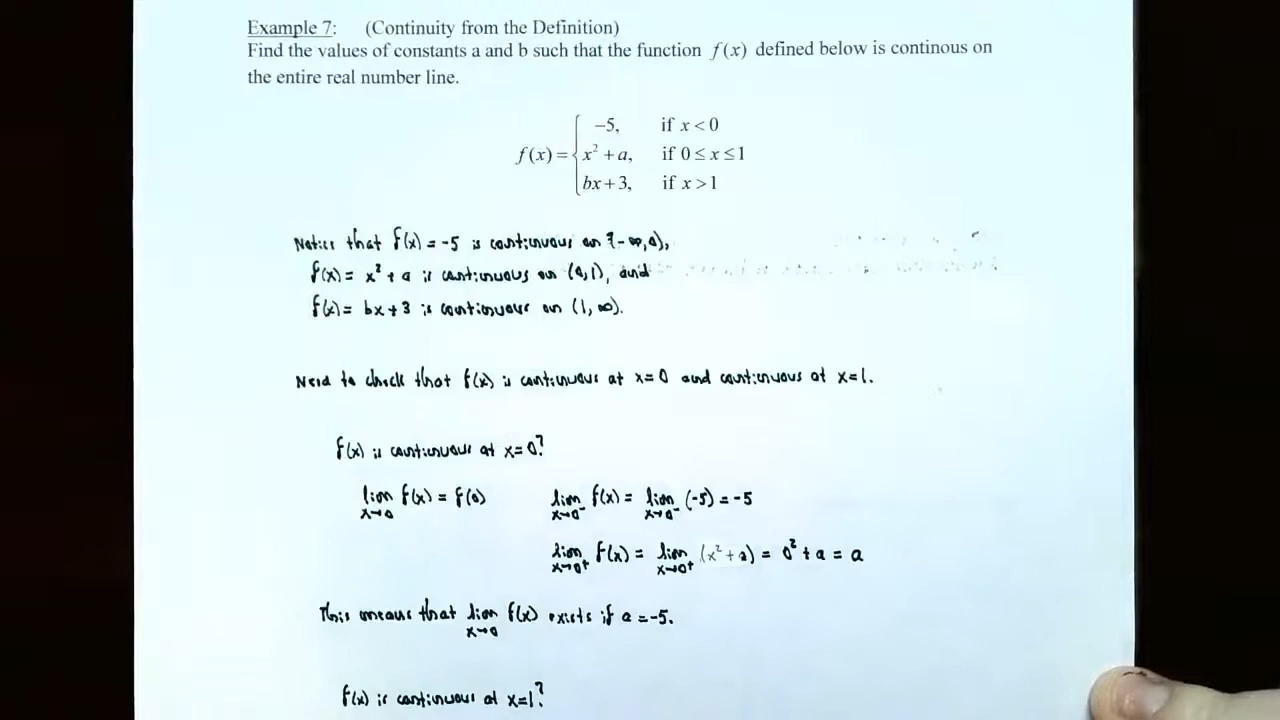 Example 7: (Continuity from the Definition)
Find the values of constants a and b such that the function f(x) defined below is continous on
the entire real number line.
f(x) = { −5, if x < 0
x² + a, if 0 ≤ x ≤ 1
bx + 3, if x > 1
Notice that f(x) = -5 is continuous on (-∞, 0),
f(x) = x² + a is continuous on (0,1), and
f(x) = bx + 3 is continuous on (1, ∞).
Need to check that f(x) is continuous at x=0 and continuous at x=1.
f(x) is continuous at x=0?
lim x→0 f(x) = f(0) lim x→0⁻ f(x) = lim x→0⁻ (-5) = -5
lim x→0⁺ f(x) = lim x→0⁺ (x² + a) = 0² + a = a
This means that lim x→0 f(x) exists if a = -5.
f(x) is continuous at x=1?